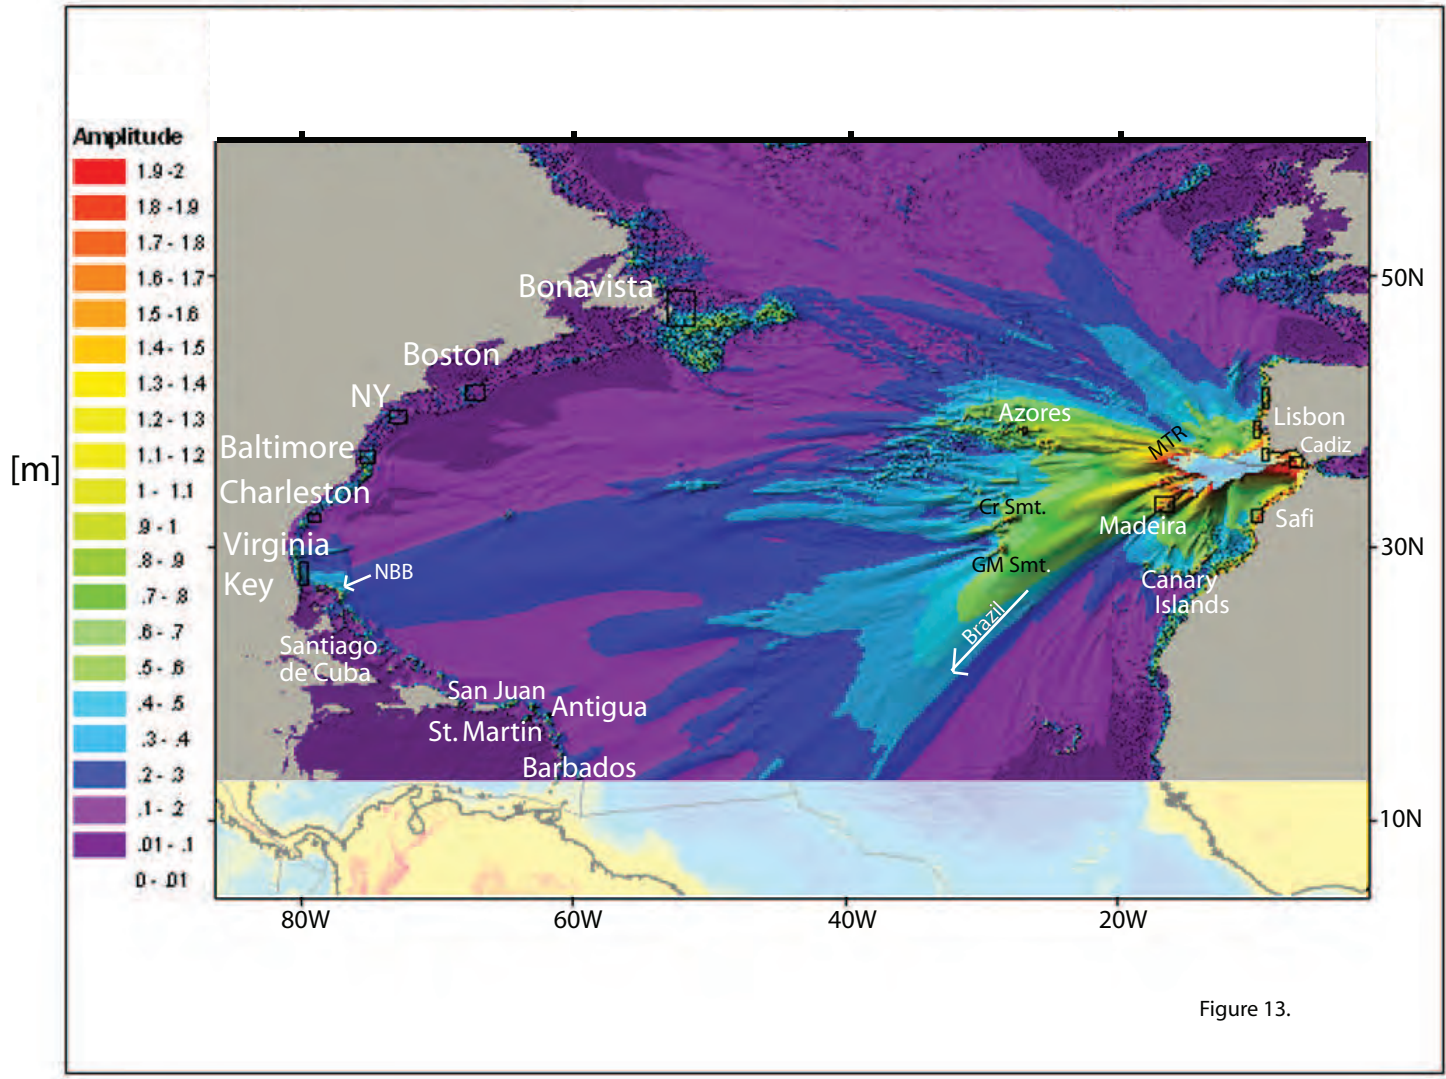 Amplitude
1.9 -2
1.8 -1.9
1.7 - 1.8
1.6 - 1.7
1.5 -1.6
1.4 - 1.5
1.3 - 1.4
1.2 - 1.3
1.1 - 1.2
1 - 1.1
.9 - 1
.8 - .9
.7 - .8
.6 - .7
.5 - .6
.4 - .5
.3 - .4
.2 - .3
.1 - .2
.01 - .1
0 - .01
[m]
Bonavista
Boston
NY
Baltimore
Charleston
Virginia
Key
NBB
Santiago
de Cuba
San Juan
Antigua
St. Martin
Barbados
Azores
MTR
Lisbon
Cadiz
Cr Smt.
Madeira
Safi
GM Smt.
Canary
Islands
Brazil
50N
30N
10N
80W
60W
40W
20W
Figure 13.